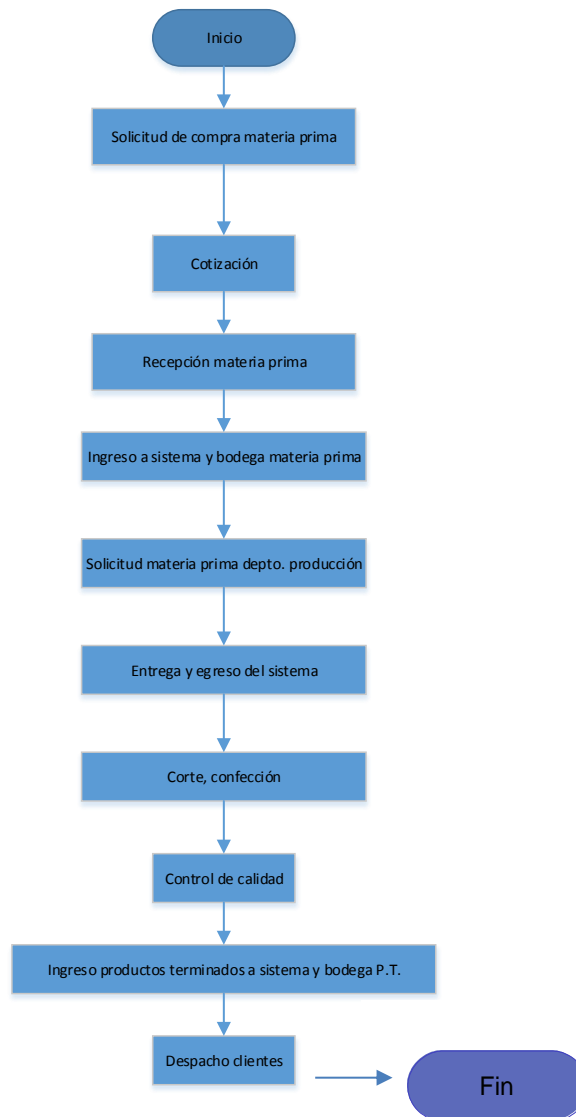 Inicio
Solicitud de compra materia prima
Cotización
Recepción materia prima
Ingreso a sistema y bodega materia prima
Solicitud materia prima depto. producción
Entrega y egreso del sistema
Corte, confección
Control de calidad
Ingreso productos terminados a sistema y bodega P.T.
Despacho clientes
Fin